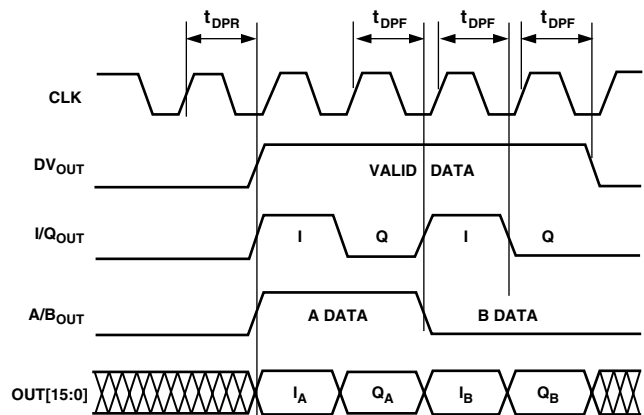 tDPR tDPF tDPF tDPF
CLK
DVOUT VALID DATA
I/QOUT I Q I Q
A/BOUT A DATA B DATA
OUT[15:0] IA QA IB QB